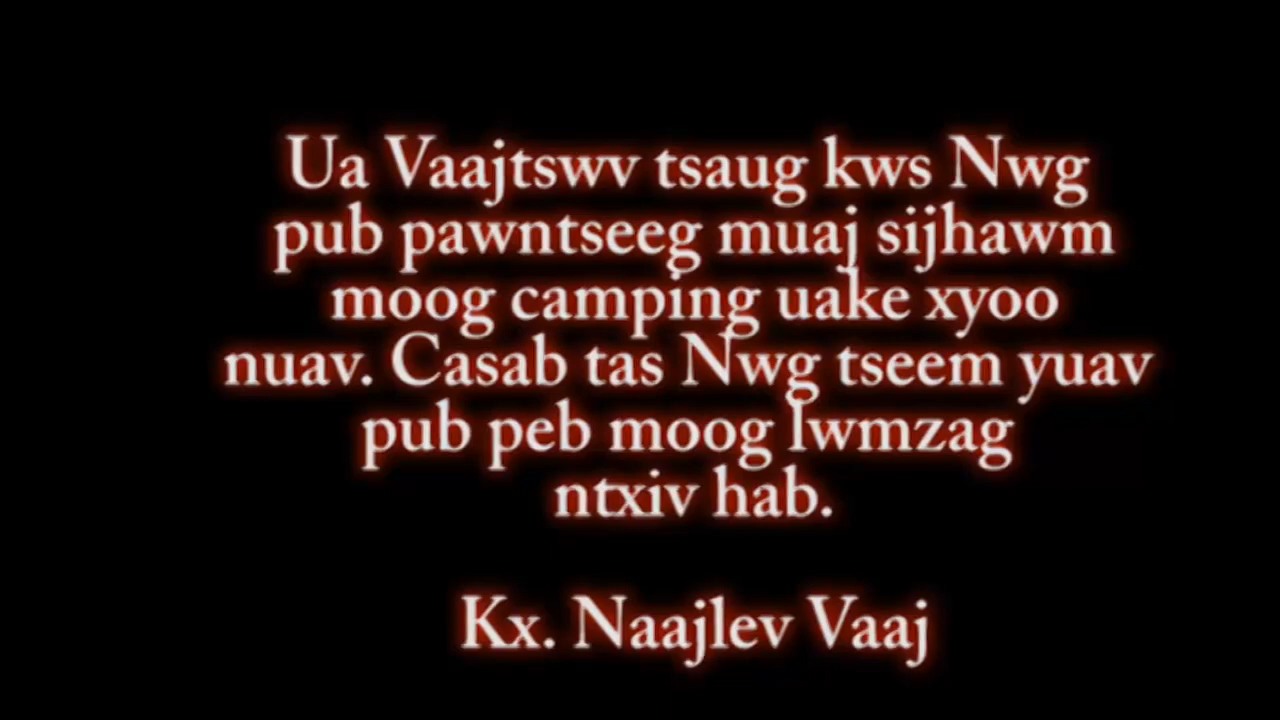 Ua Vaajtswv tsaug kws Nwg
pub pawntseeg muaj sijhawm
moog camping uake xyoo
nuav. Casab tas Nwg tseem yuav
pub peb moog lwmzag
ntxiv hab.
Kx. Naajlev Vaaj